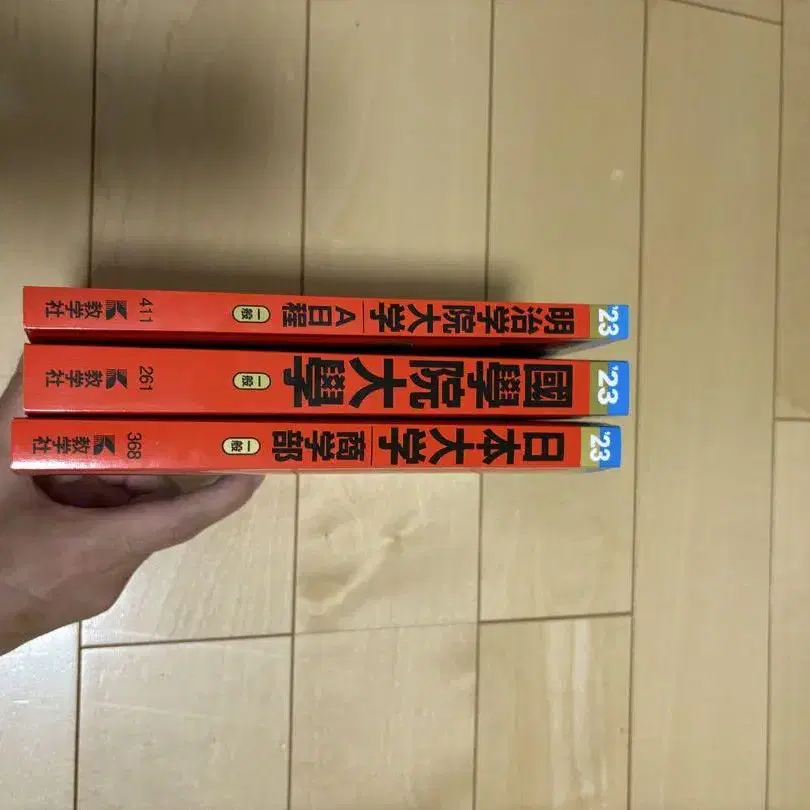 '23 明治学院大学 A日程 一般 411 教学社
'23 國學院大學 一般 261 教学社
'23 日本大学 商学部 一般 368 教学社